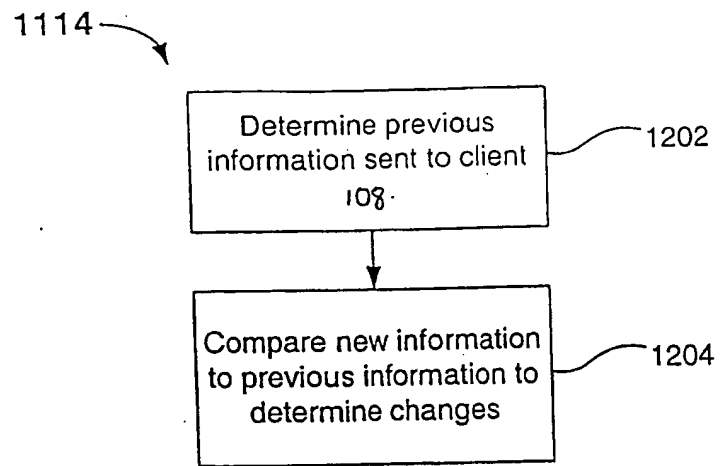 1114
Determine previous
information sent to client
108.
1202
Compare new information
to previous information to
determine changes
1204